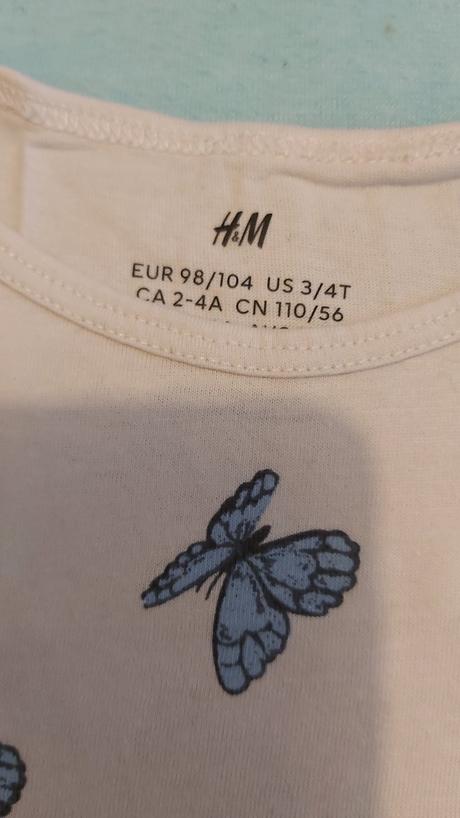 H&M
EUR 98/104 US 3/4T
CA 2-4A CN 110/56